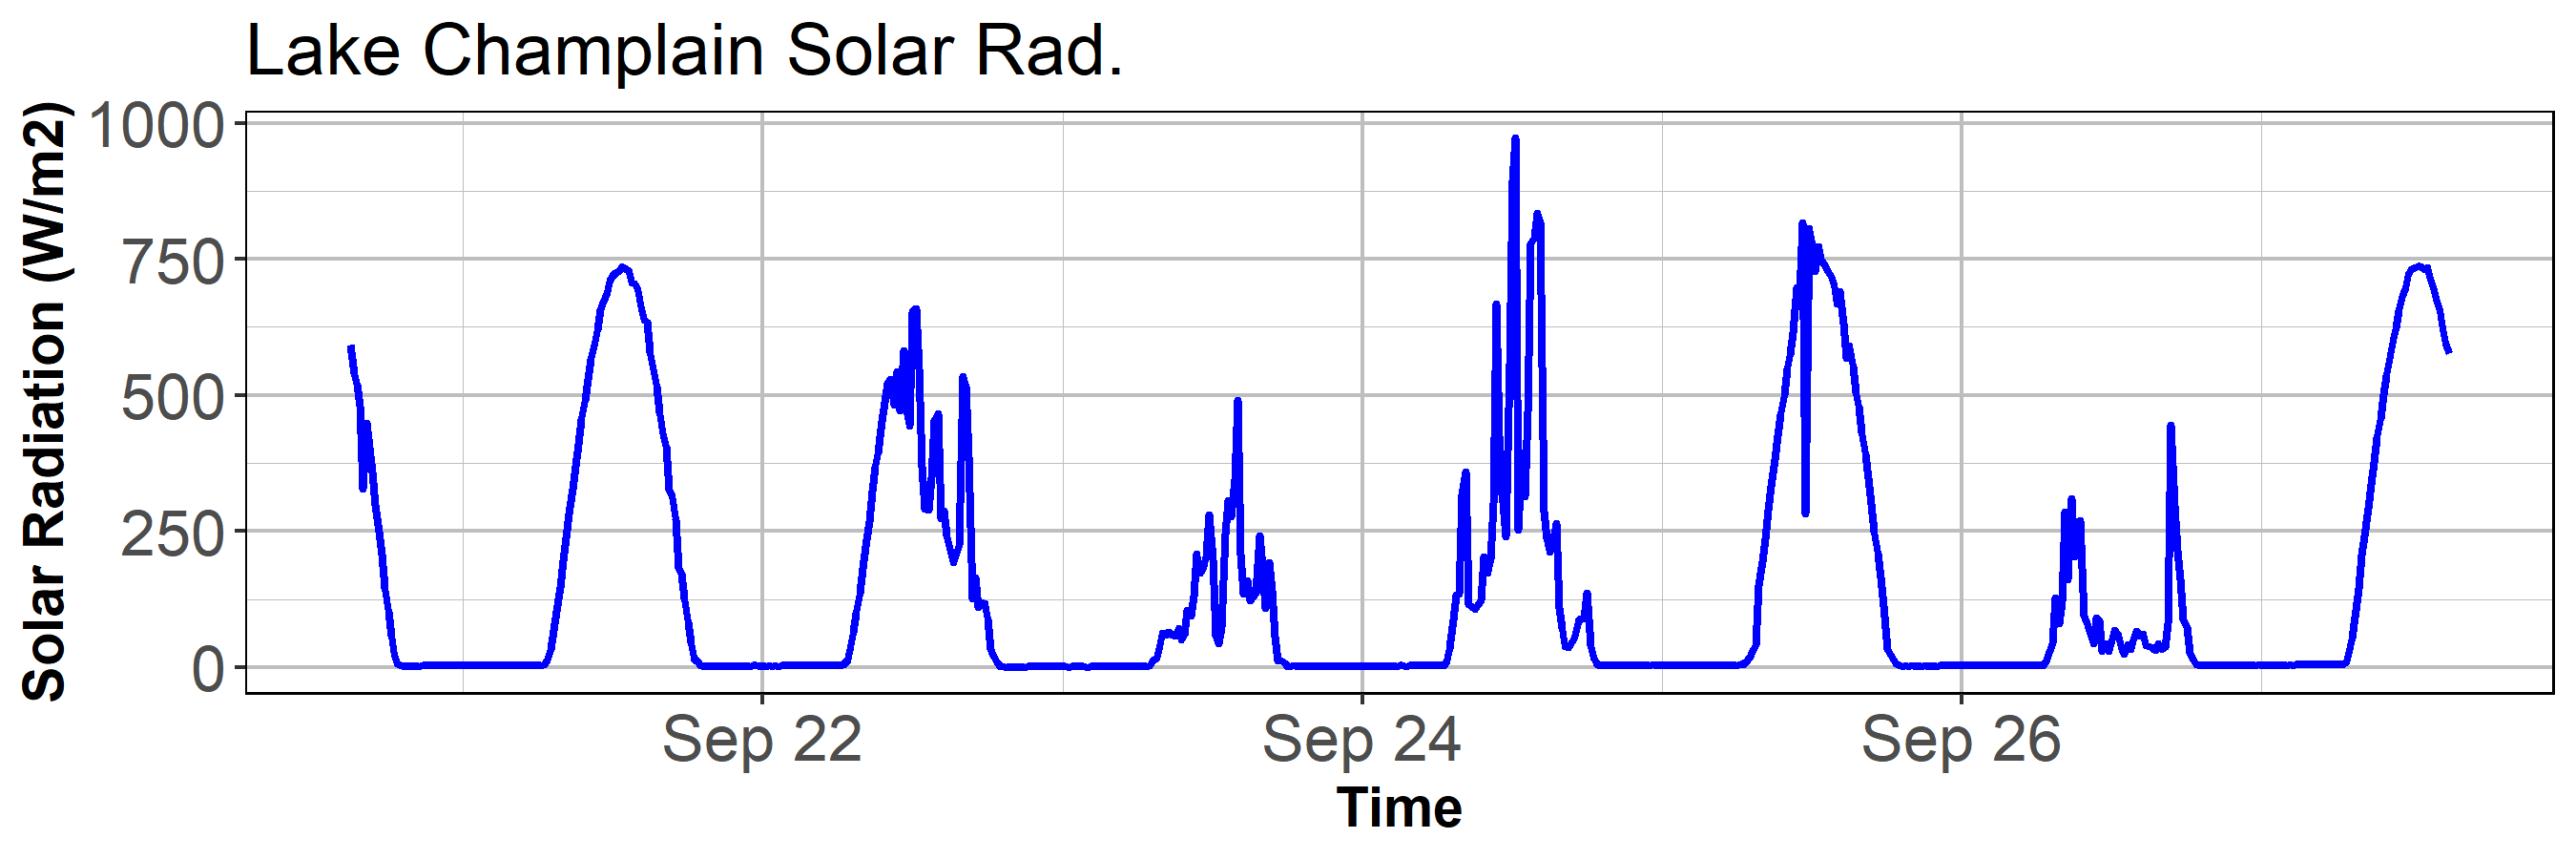 Lake Champlain Solar Rad.
Solar Radiation (W/m2)
1000
750
500
250
0
Sep 22
Sep 24
Sep 26
Time